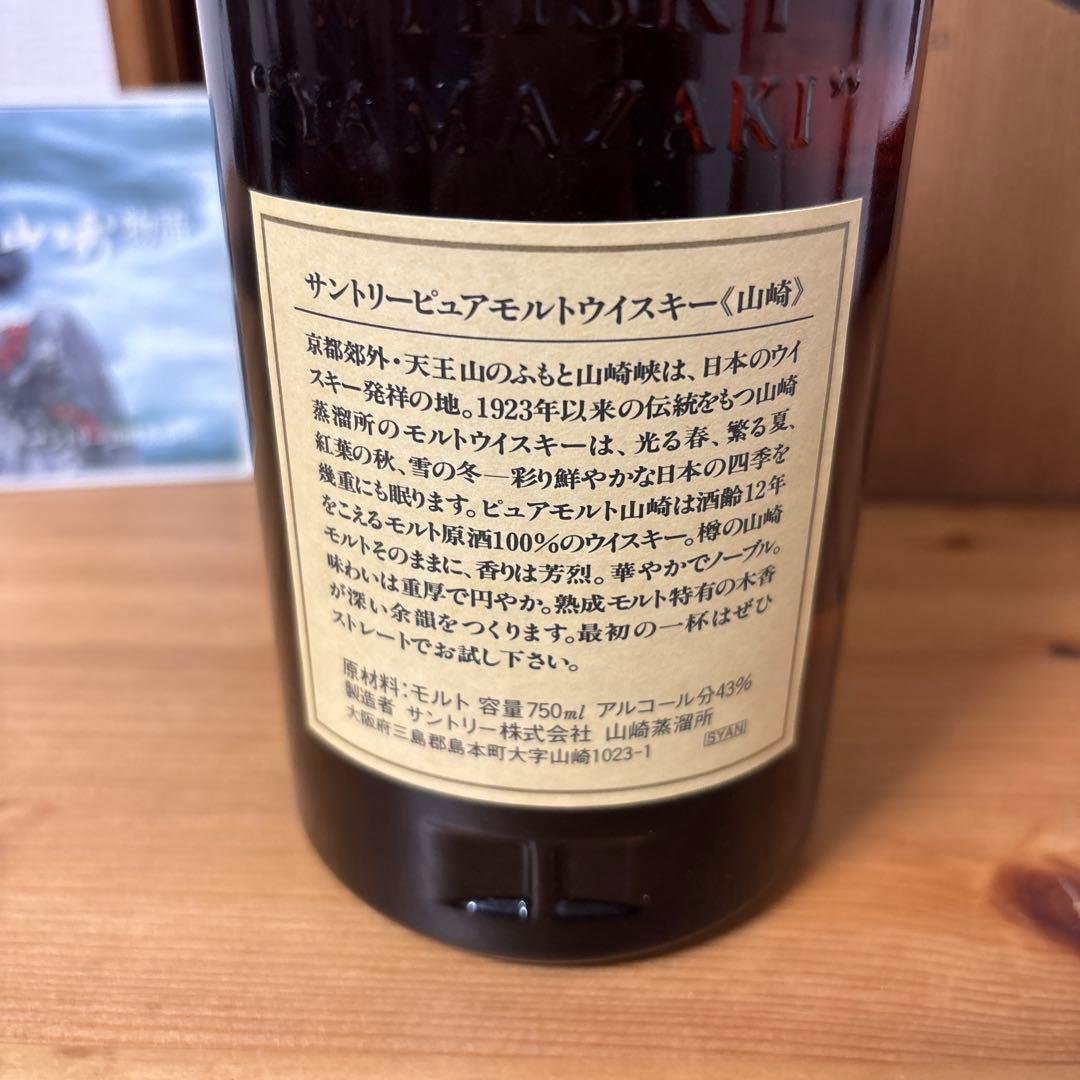 WHISKY
“YAMAZAKI”
サントリーピュアモルトウイスキー《山崎》
京都郊外・天王山のふもと山崎峡は、日本のウイ
スキー発祥の地。1923年以来の伝統をもつ山崎
蒸溜所のモルトウイスキーは、光る春、繁る夏、
紅葉の秋、雪の冬—彩り鮮やかな日本の四季を
幾重にも眠ります。ピュアモルト山崎は酒齢12年
をこえるモルト原酒100%のウイスキー。樽の山崎
モルトそのままに、香りは芳烈。華やかでノーブル。
味わいは重厚で円やか。熟成モルト特有の木香
が深い余韻をつくります。最初の一杯はぜひ
ストレートでお試し下さい。
原材料:モルト 容量750ml アルコール分43%
製造者 サントリー株式会社 山崎蒸溜所
大阪府三島郡島本町大字山崎1023-1
SYAN